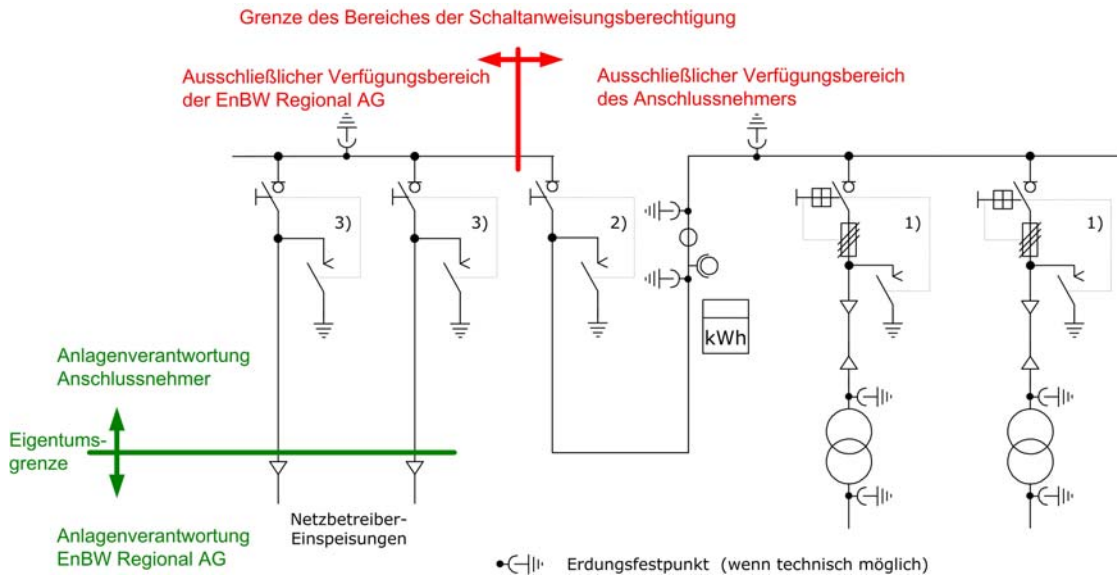 Grenze des Bereiches der Schaltanweisungsberechtigung
Ausschließlicher Verfügungsbereich
der EnBW Regional AG
Ausschließlicher Verfügungsbereich
des Anschlussnehmers
3)
3)
2)
1)
1)
kWh
Anlagenverantwortung
Anschlussnehmer
Eigentums-
grenze
Anlagenverantwortung
EnBW Regional AG
Netzbetreiber-
Einspeisungen
Erdungsfestpunkt (wenn technisch möglich)